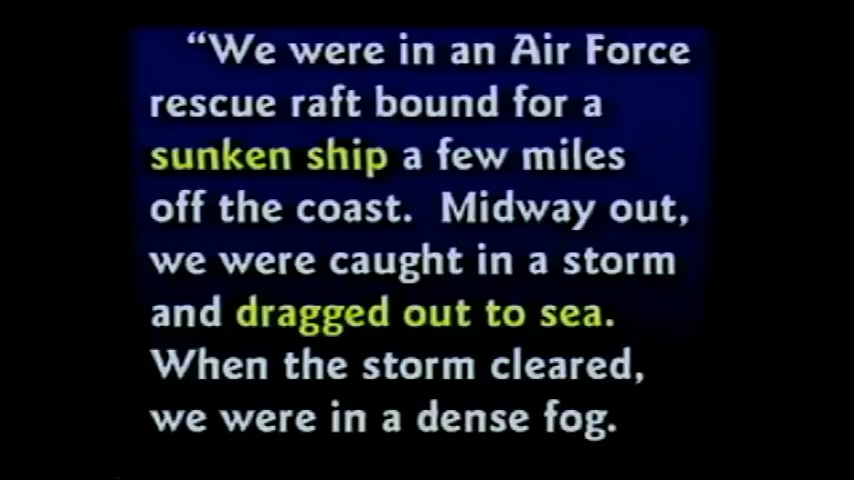 “We were in an Air Force
rescue raft bound for a
sunken ship a few miles
off the coast.  Midway out,
we were caught in a storm
and dragged out to sea.
When the storm cleared,
we were in a dense fog.